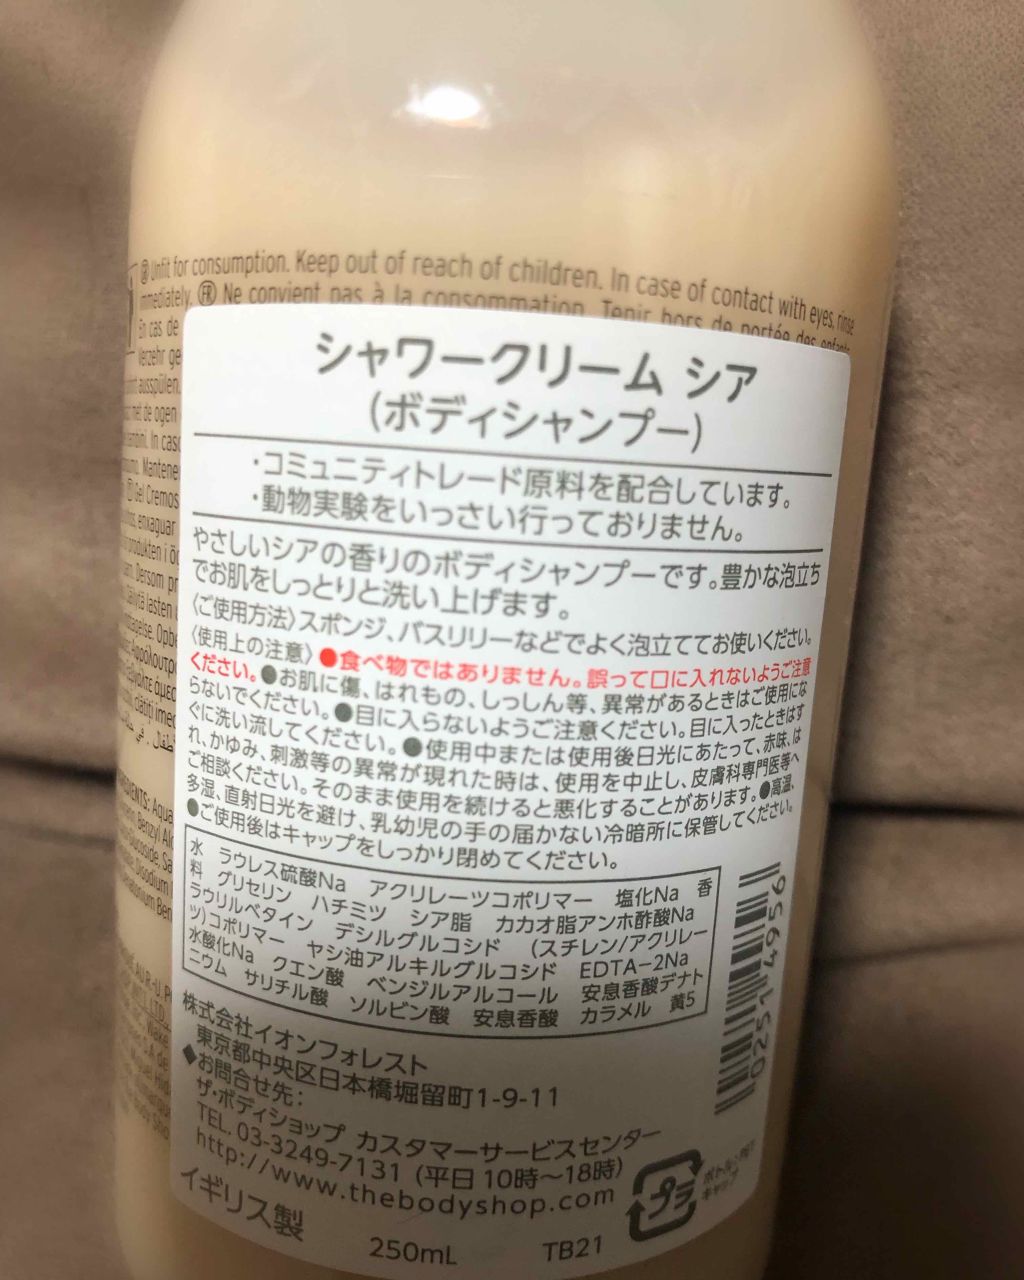 Unfit for consumption. Keep out of reach of children. In case of contact with eyes, rinse
immediately. FR Ne convient pas à la consommation. Tenir hors de portée des enfants
En cas de
Verzehr ge
ausspülen.
met de ogen
bambini. In caso
Mantene
Gel Cremos
enxaguar
produkten i
Dersom pr
lasten
シャワークリーム シア
(ボディシャンプー)
・コミュニティトレード原料を配合しています。
・動物実験をいっさい行っておりません。
やさしいシアの香りのボディシャンプーです。豊かな泡立ち
でお肌をしっとりと洗い上げます。
〈ご使用方法〉スポンジ、バスリリーなどでよく泡立ててお使いください。
〈使用上の注意〉●食べ物ではありません。誤って口に入れないようご注意
ください。●お肌に傷、はれもの、しっしん等、異常があるときはご使用にな
らないでください。●目に入らないようご注意ください。目に入ったときはす
ぐに洗い流してください。●使用中または使用後日光にあたって、赤味、は
れ、かゆみ、刺激等の異常が現れた時は、使用を中止し、皮膚科専門医等へ
ご相談ください。そのまま使用を続けると悪化することがあります。●高温、
多湿、直射日光を避け、乳幼児の手の届かない冷暗所に保管してください。
●ご使用後はキャップをしっかり閉めてください。
水 ラウレス硫酸Na アクリレーツコポリマー 塩化Na 香
料 グリセリン ハチミツ シア脂 カカオ脂アンホ酢酸Na
ラウリルベタイン デシルグルコシド (スチレン/アクリレー
ツ)コポリマー ヤシ油アルキルグルコシド EDTA−2Na
水酸化Na クエン酸 ベンジルアルコール 安息香酸デナト
ニウム サリチル酸 ソルビン酸 安息香酸 カラメル 黄5
株式会社イオンフォレスト
東京都中央区日本橋堀留町1-9-11
◆お問合せ先：
ザ・ボディショップ カスタマーサービスセンター
TEL. 03-3249-7131 (平日 10時～18時)
http://www.thebodyshop.com
イギリス製
250mL TB21
プラ
ボトル：PET
キャップ